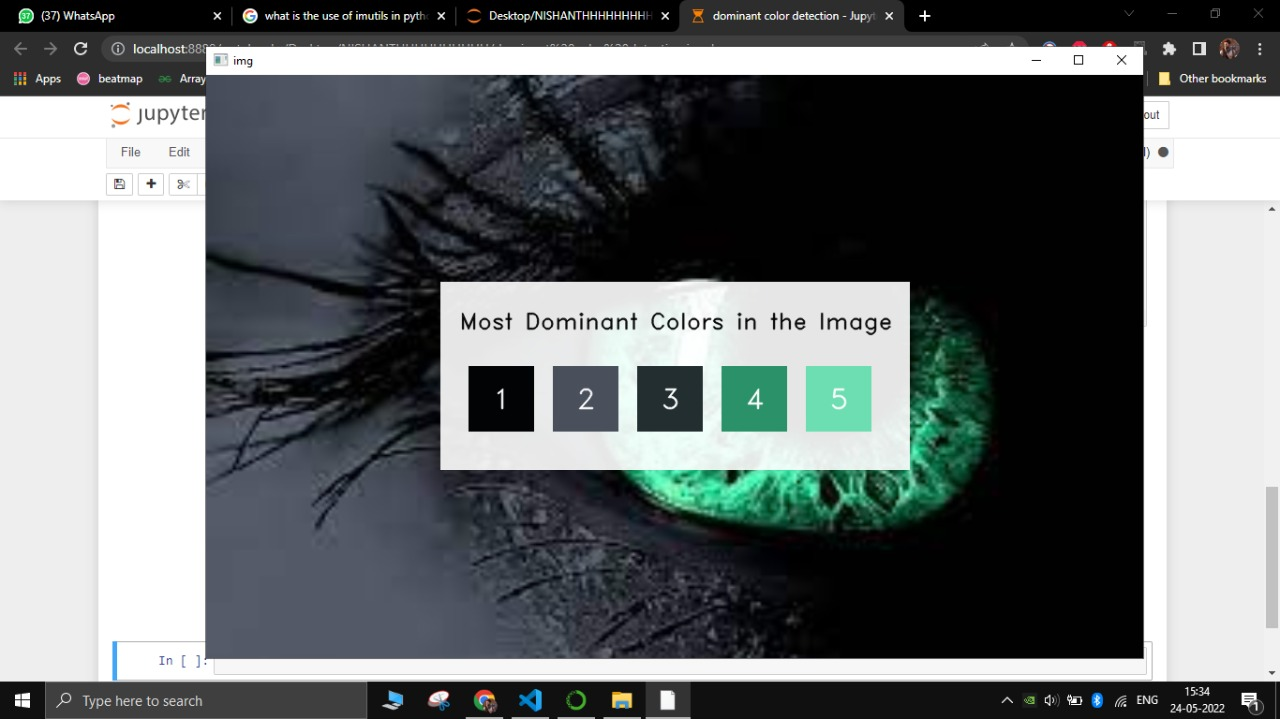 (37) WhatsApp
what is the use of imutils in pyth
Desktop/NISHANTHHHHHHHHH
dominant color detection - Jupyt
Apps
beatmap
Array
Other bookmarks
img
jupyter
out
File
Edit
Most Dominant Colors in the Image
1 2 3 4 5
In [ ]:
Type here to search
ENG
15:34
24-05-2022
1